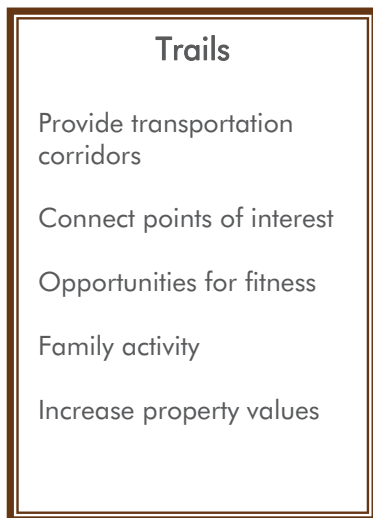 Trails
Provide transportation
corridors
Connect points of interest
Opportunities for fitness
Family activity
Increase property values